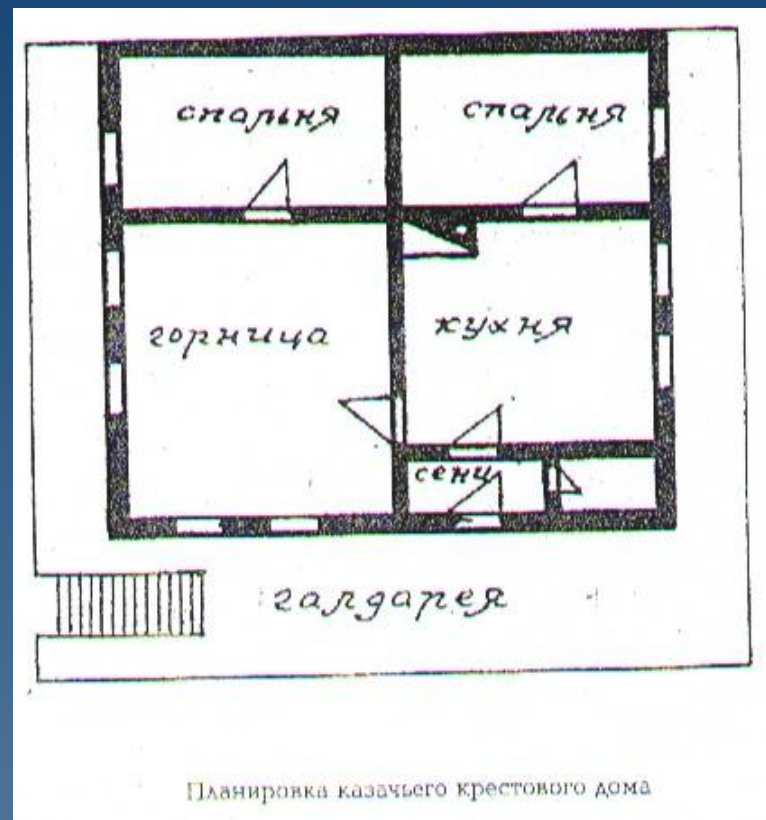 спальня спальня
горница кухня
сени
галдарея
Планировка казачьего крестового дома